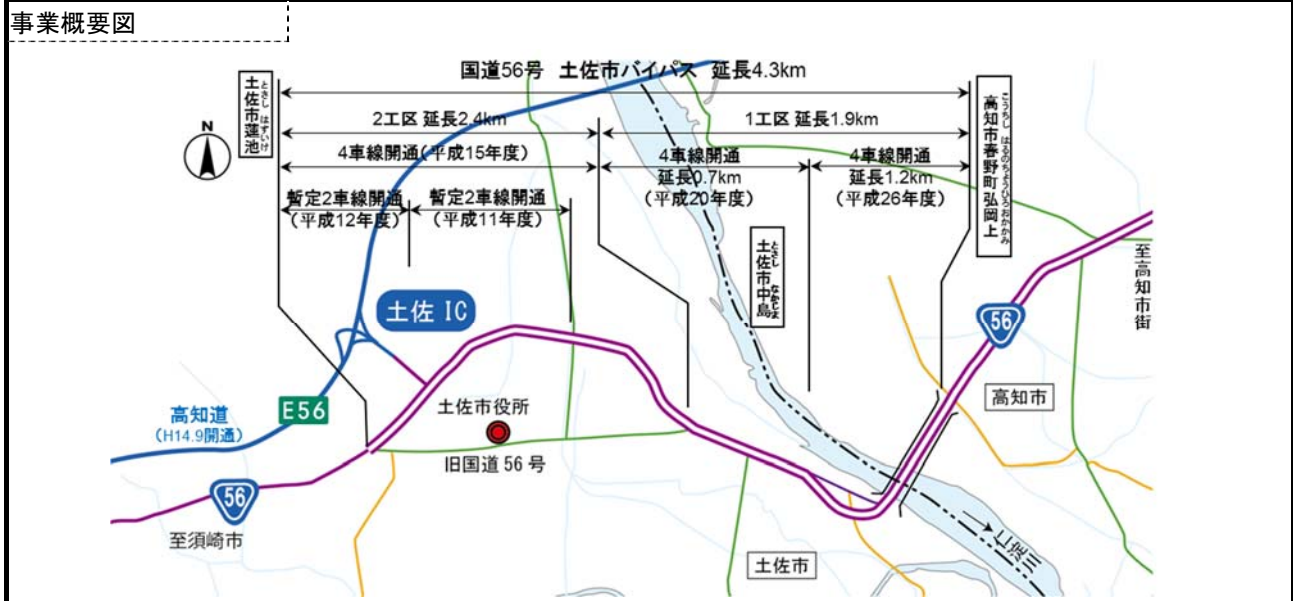 事業概要図
国道56号 土佐市バイパス 延長4.3km
土佐市蓮池
とさし はすいけ
高知市春野町弘岡上
こうちし はるのちょうひろおかかみ
2工区 延長2.4km
1工区 延長1.9km
4車線開通(平成15年度)
4車線開通
延長0.7km
(平成20年度)
4車線開通
延長1.2km
(平成26年度)
暫定2車線開通
(平成12年度)
暫定2車線開通
(平成11年度)
N
土佐市中島
とさし なかじま
至高知市街
土佐 IC
56
高知市
E56
高知道
(H14.9開通)
土佐市役所
旧国道 56 号
56
至須崎市
土佐市
仁淀川